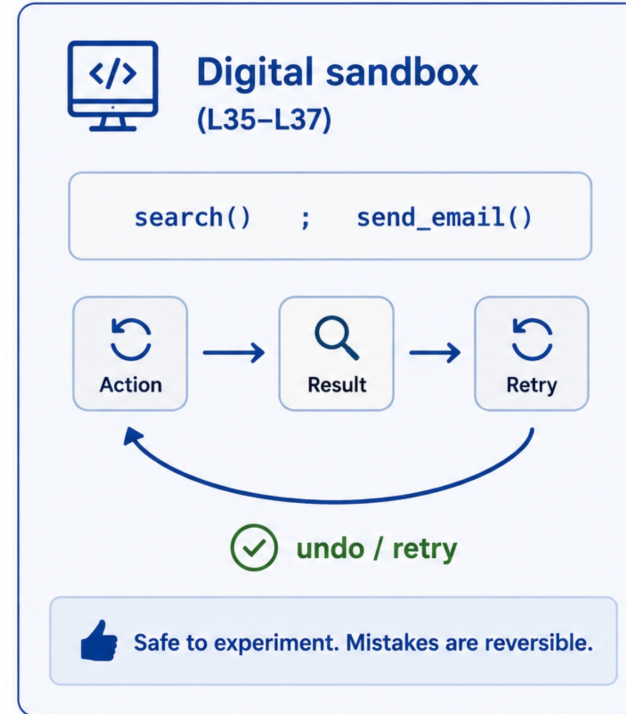 </>
Digital sandbox
(L35–L37)
search() ; send_email()
Action
Result
Retry
undo / retry
Safe to experiment. Mistakes are reversible.